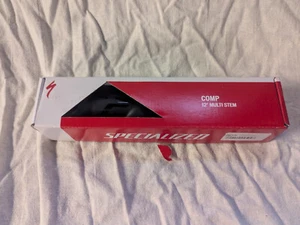 COMP
12° MULTI STEM
SPECIALIZED